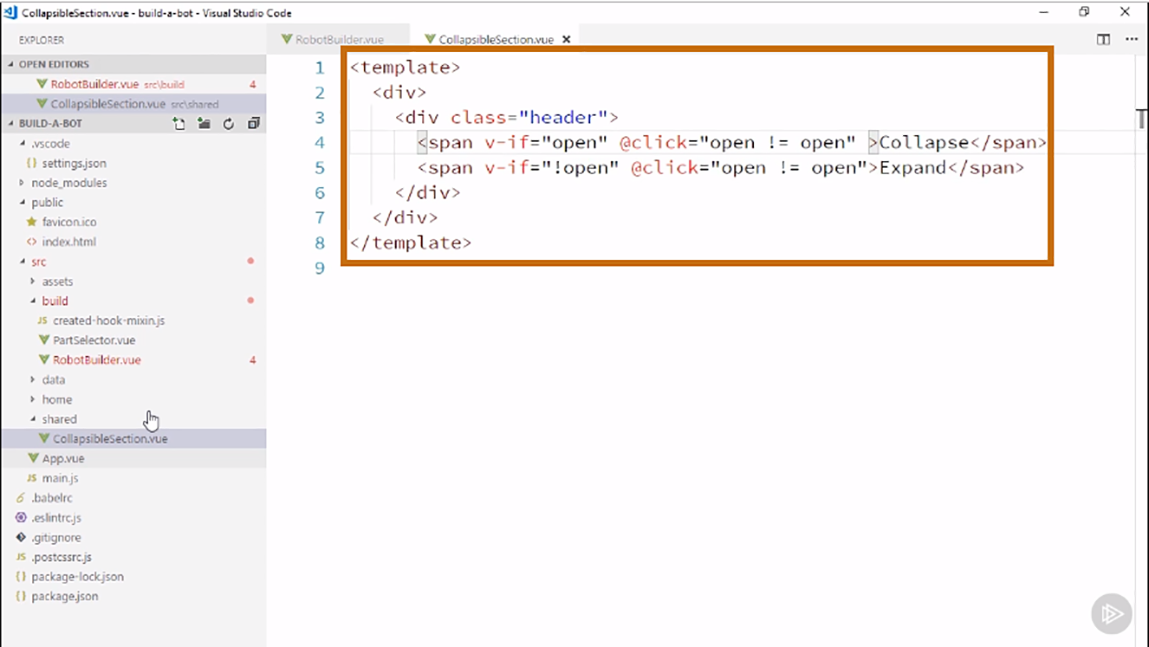 CollapsibleSection.vue - build-a-bot - Visual Studio Code
EXPLORER
OPEN EDITORS
RobotBuilder.vue src\build 4
CollapsibleSection.vue src\shared
BUILD-A-BOT
.vscode
{} settings.json
node_modules
public
favicon.ico
<> index.html
src
assets
build
JS created-hook-mixin.js
PartSelector.vue
RobotBuilder.vue 4
data
home
shared
CollapsibleSection.vue
App.vue
JS main.js
.babelrc
.eslintrc.js
.gitignore
JS .postcssrc.js
{} package-lock.json
{} package.json
RobotBuilder.vue
CollapsibleSection.vue
1 <template>
2 <div>
3 <div class="header">
4 <span v-if="open" @click="open != open" >Collapse</span>
5 <span v-if="!open" @click="open != open">Expand</span>
6 </div>
7 </div>
8 </template>
9